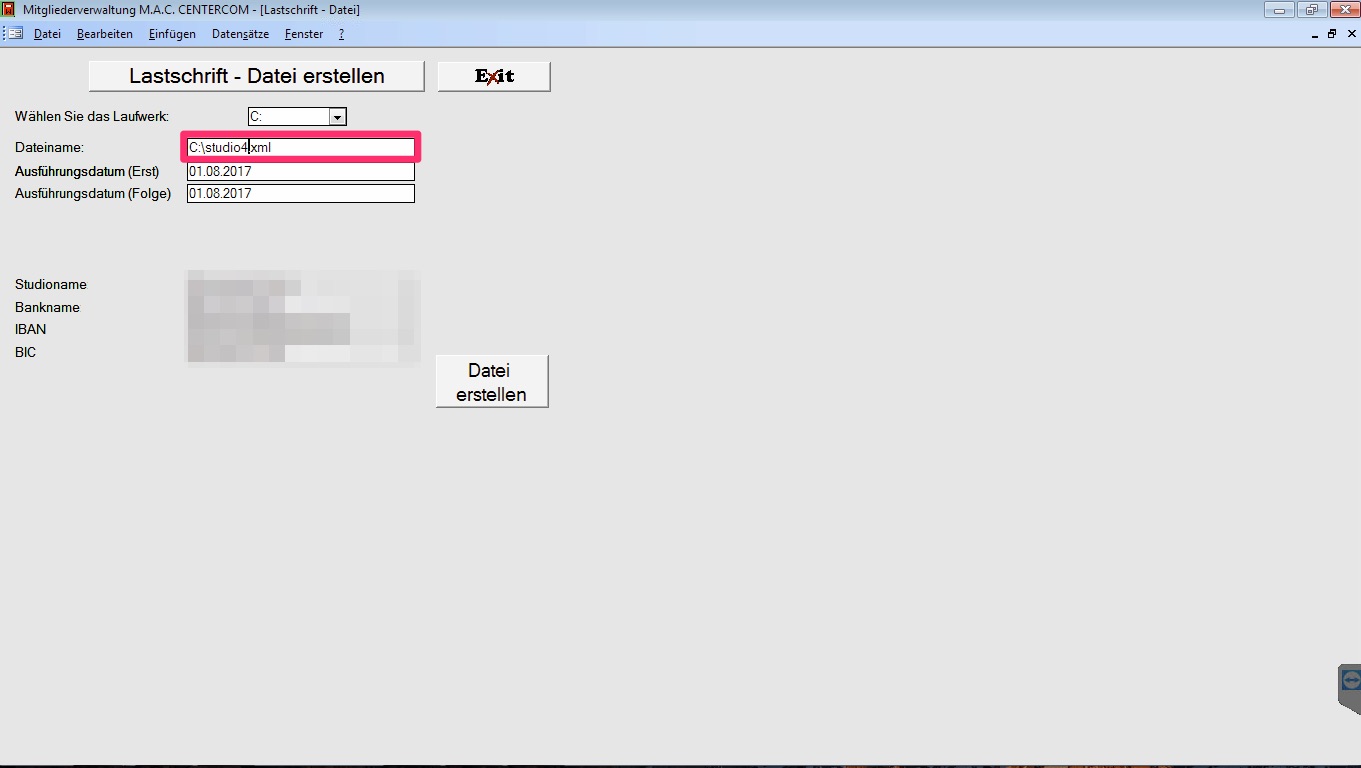 Mitgliederverwaltung M.A.C. CENTERCOM - [Lastschrift - Datei]
Datei Bearbeiten Einfügen Datensätze Fenster ?
Lastschrift - Datei erstellen Exit
Wählen Sie das Laufwerk: C:
Dateiname: C:\studio4.xml
Ausführungsdatum (Erst) 01.08.2017
Ausführungsdatum (Folge) 01.08.2017
Studioname
Bankname
IBAN
BIC
Datei
erstellen